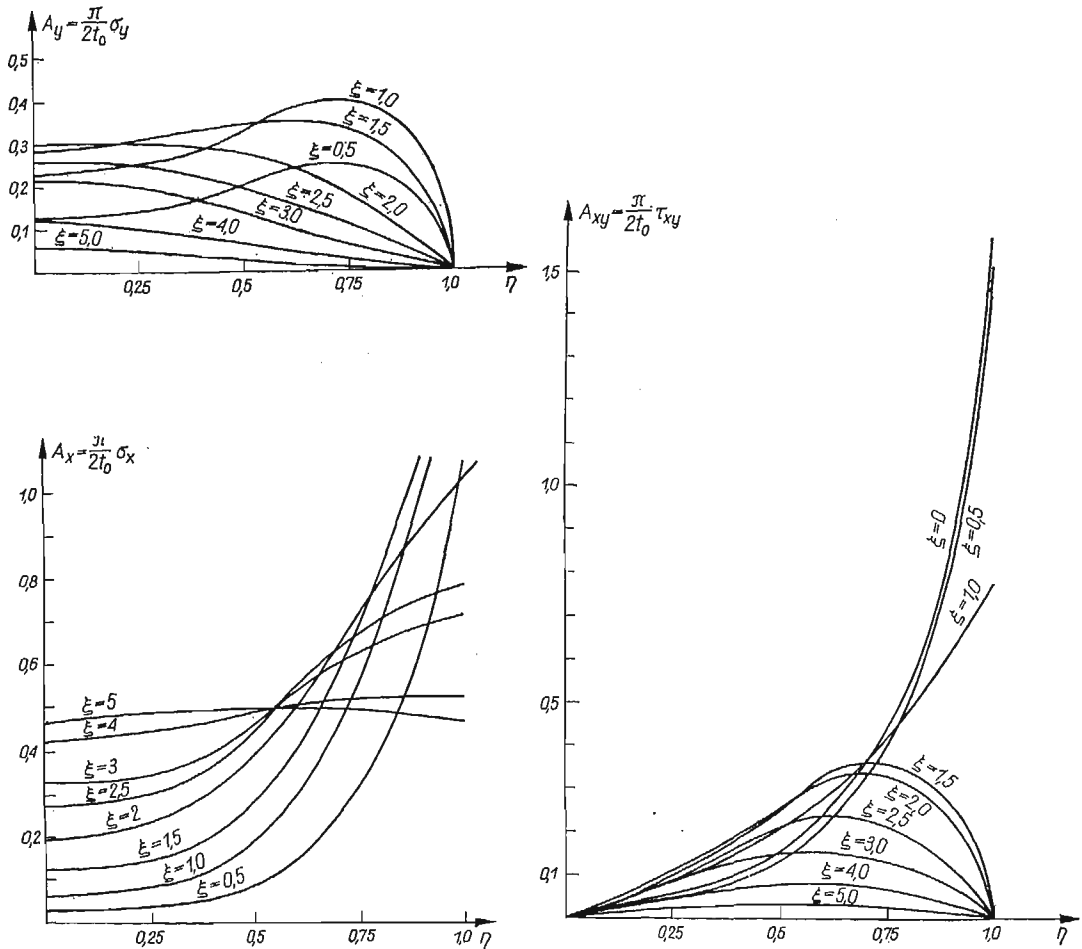 A_y = π/2t₀ σ_y
0,5
0,4
0,3
0,2
0,1
ξ=1,0
ξ=1,5
ξ=0,5
ξ=2,5
ξ=2,0
ξ=3,0
ξ=4,0
ξ=5,0
0,25
0,5
0,75
1,0
η
A_x = π/2t₀ σ_x
1,0
0,8
0,6
0,4
0,2
ξ=5
ξ=4
ξ=3
ξ=2,5
ξ=2
ξ=1,5
ξ=1,0
ξ=0,5
0,25
0,5
0,75
1,0
η
A_xy = π/2t₀ τ_xy
1,5
1,0
0,5
0,1
ξ=0
ξ=0,5
ξ=1,0
ξ=1,5
ξ=2,0
ξ=2,5
ξ=3,0
ξ=4,0
ξ=5,0
0,25
0,5
0,75
1,0
η